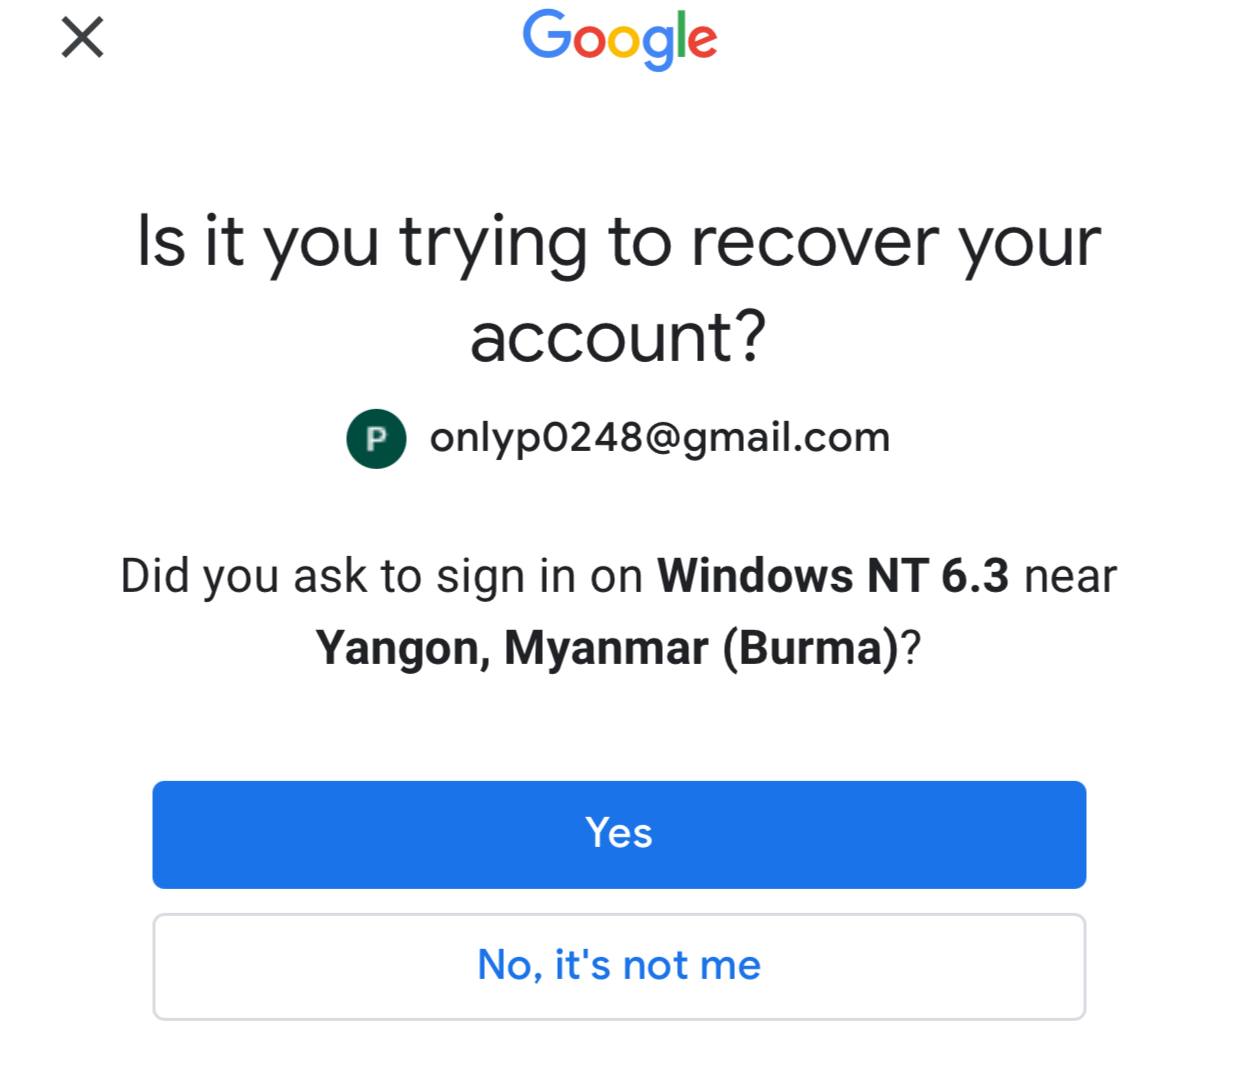 Google
Is it you trying to recover your
account?
P onlyp0248@gmail.com
Did you ask to sign in on Windows NT 6.3 near
Yangon, Myanmar (Burma)?
Yes
No, it's not me